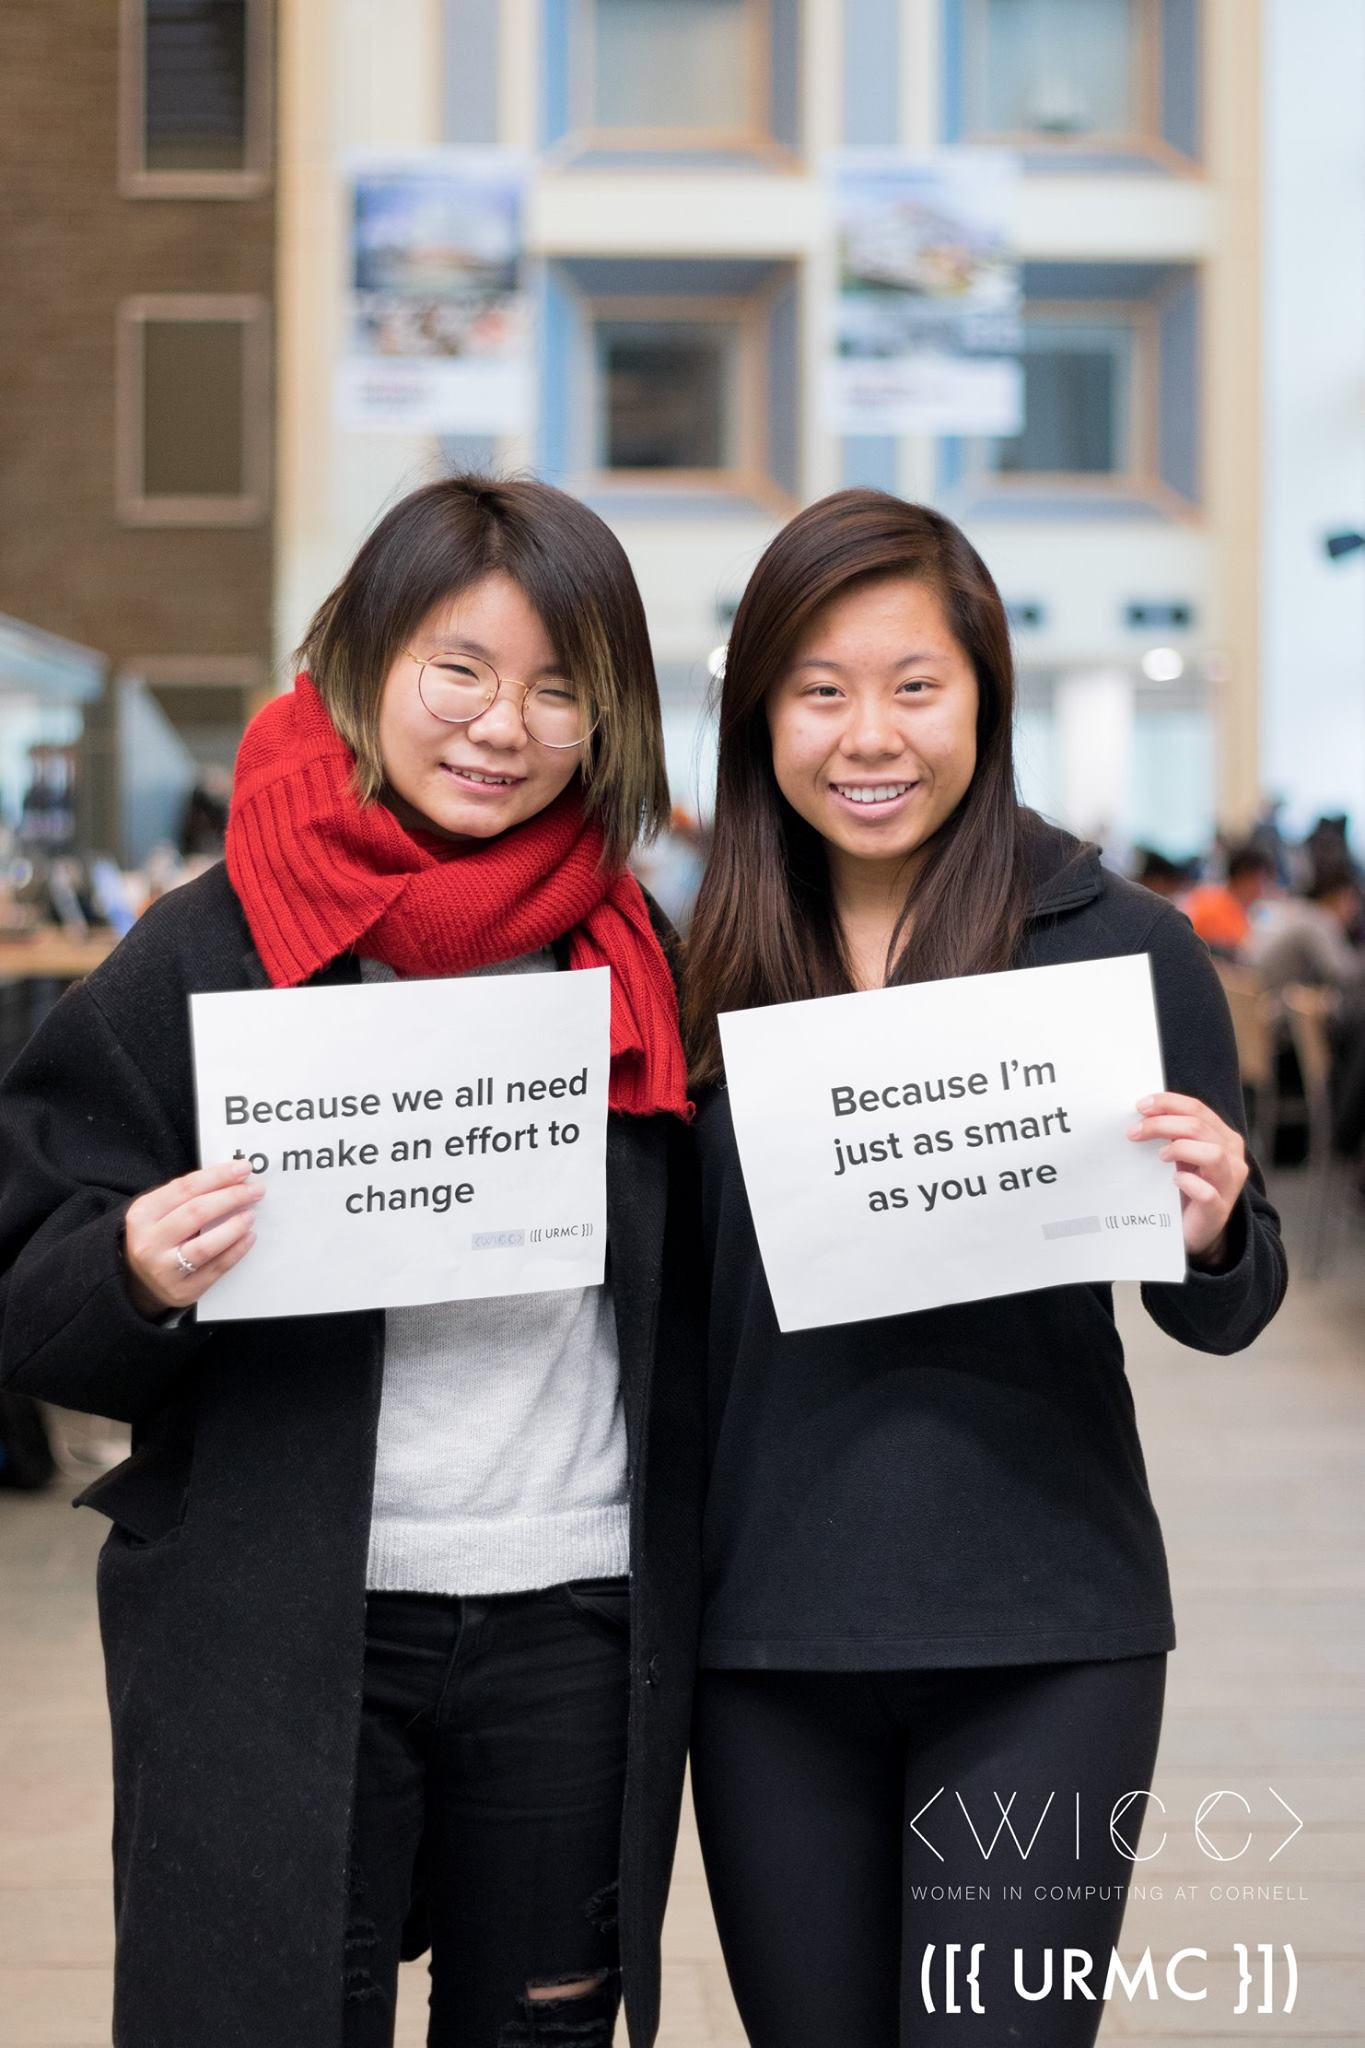 Because we all need
to make an effort to
change
<WICC> ([{ URMC }])
Because I'm
just as smart
as you are
([{ URMC }])
<WICC>
WOMEN IN COMPUTING AT CORNELL
([{ URMC }])